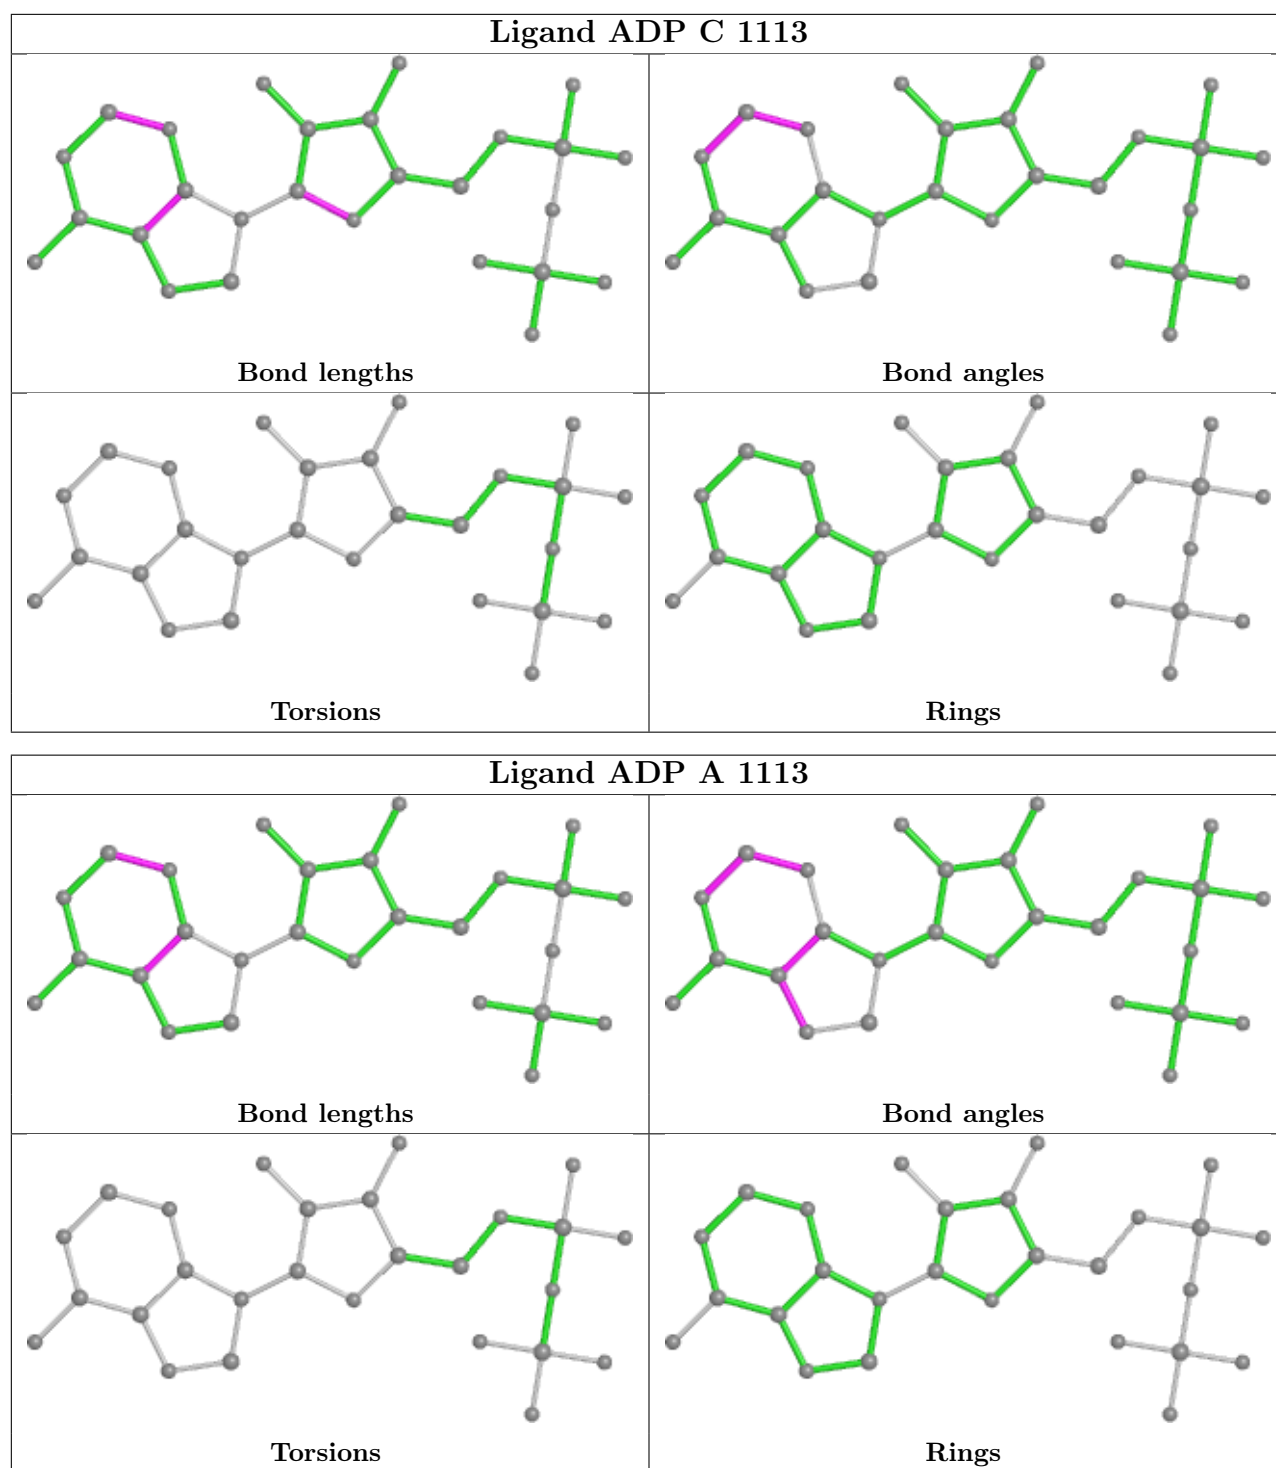 Ligand ADP C 1113
Bond lengths
Bond angles
Torsions
Rings
Ligand ADP A 1113
Bond lengths
Bond angles
Torsions
Rings